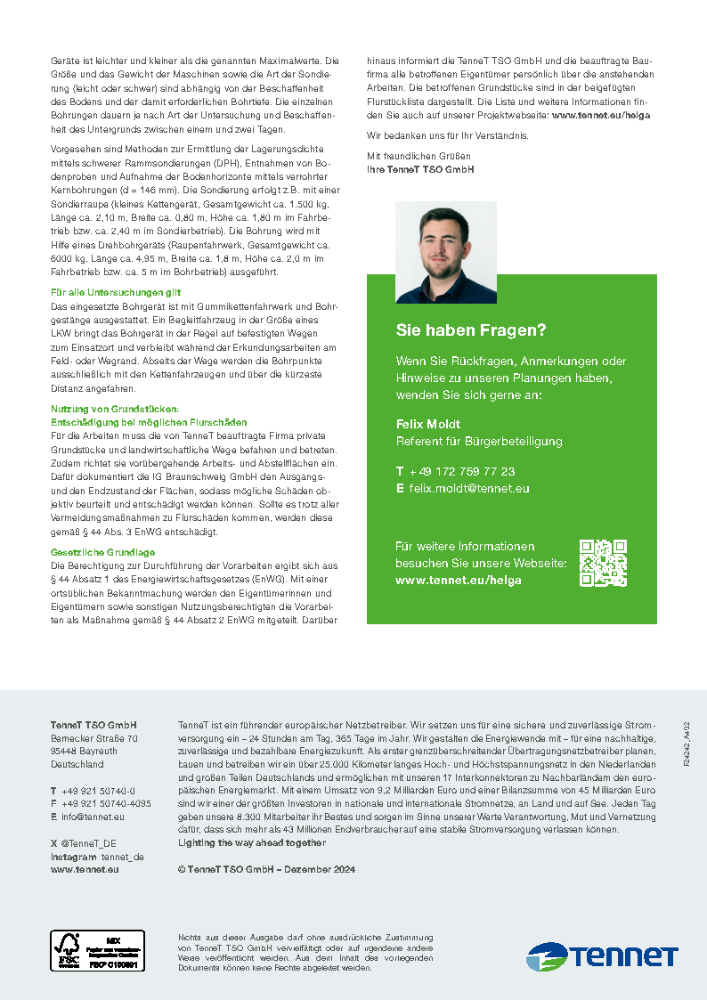 Geräte ist leichter und kleiner als die genannten Maximalwerte. Die
Größe und das Gewicht der Maschinen sowie die Art der Sondie-
rung (leicht oder schwer) sind abhängig von der Beschaffenheit
des Bodens und der damit erforderlichen Bohrtiefe. Die einzelnen
Bohrungen dauern je nach Art der Untersuchung und Beschaffen-
heit des Untergrunds zwischen einem und zwei Tagen.
Vorgesehen sind Methoden zur Ermittlung der Lagerungsdichte
mittels schwerer Rammsondierungen (DPH), Entnahmen von Bo-
denproben und Aufnahme der Bodenhorizonte mittels verrohrter
Kernbohrungen (d = 146 mm). Die Sondierung erfolgt z.B. mit einer
Sondierraupe (kleines Kettengerät, Gesamtgewicht ca. 1.500 kg,
Länge ca. 2,10 m, Breite ca. 0,80 m, Höhe ca. 1,80 m im Fahrbe-
trieb bzw. ca. 2,40 m im Sondierbetrieb). Die Bohrung wird mit
Hilfe eines Drehbohrgeräts (Raupenfahrwerk, Gesamtgewicht ca.
6000 kg, Länge ca. 4,95 m, Breite ca. 1,8 m, Höhe ca. 2,0 m im
Fahrbetrieb bzw. ca. 5 m im Bohrbetrieb) ausgeführt.
Für alle Untersuchungen gilt
Das eingesetzte Bohrgerät ist mit Gummikettenfahrwerk und Bohr-
gestänge ausgestattet. Ein Begleitfahrzeug in der Größe eines
LKW bringt das Bohrgerät in der Regel auf befestigten Wegen
zum Einsatzort und verbleibt während der Erkundungsarbeiten am
Feld- oder Wegrand. Abseits der Wege werden die Bohrpunkte
ausschließlich mit den Kettenfahrzeugen und über die kürzeste
Distanz angefahren.
Nutzung von Grundstücken:
Entschädigung bei möglichen Flurschäden
Für die Arbeiten muss die von TenneT beauftragte Firma private
Grundstücke und landwirtschaftliche Wege befahren und betreten.
Zudem richtet sie vorübergehende Arbeits- und Abstellflächen ein.
Dafür dokumentiert die IG Braunschweig GmbH den Ausgangs-
und den Endzustand der Flächen, sodass mögliche Schäden ob-
jektiv beurteilt und entschädigt werden können. Sollte es trotz aller
Vermeidungsmaßnahmen zu Flurschäden kommen, werden diese
gemäß § 44 Abs. 3 EnWG entschädigt.
Gesetzliche Grundlage
Die Berechtigung zur Durchführung der Vorarbeiten ergibt sich aus
§ 44 Absatz 1 des Energiewirtschaftsgesetzes (EnWG). Mit einer
ortsüblichen Bekanntmachung werden den Eigentümerinnen und
Eigentümern sowie sonstigen Nutzungsberechtigten die Vorarbei-
ten als Maßnahme gemäß § 44 Absatz 2 EnWG mitgeteilt. Darüber
hinaus informiert die TenneT TSO GmbH und die beauftragte Bau-
firma alle betroffenen Eigentümer persönlich über die anstehenden
Arbeiten. Die betroffenen Grundstücke sind in der beigefügten
Flurstückliste dargestellt. Die Liste und weitere Informationen fin-
den Sie auch auf unserer Projektwebseite: www.tennet.eu/helga
Wir bedanken uns für Ihr Verständnis.
Mit freundlichen Grüßen
Ihre TenneT TSO GmbH
Sie haben Fragen?
Wenn Sie Rückfragen, Anmerkungen oder
Hinweise zu unseren Planungen haben,
wenden Sie sich gerne an:
Felix Moldt
Referent für Bürgerbeteiligung
T +49 172 759 77 23
E felix.moldt@tennet.eu
Für weitere Informationen
besuchen Sie unsere Webseite:
www.tennet.eu/helga
TenneT TSO GmbH
Bernecker Straße 70
95448 Bayreuth
Deutschland
T +49 921 50740-0
F +49 921 50740-4095
E info@tennet.eu
X @TenneT_DE
Instagram tennet_de
www.tennet.eu
TenneT ist ein führender europäischer Netzbetreiber. Wir setzen uns für eine sichere und zuverlässige Strom-
versorgung ein – 24 Stunden am Tag, 365 Tage im Jahr. Wir gestalten die Energiewende mit – für eine nachhaltige,
zuverlässige und bezahlbare Energiezukunft. Als erster grenzüberschreitender Übertragungsnetzbetreiber planen,
bauen und betreiben wir ein über 25.000 Kilometer langes Hoch- und Höchstspannungsnetz in den Niederlanden
und großen Teilen Deutschlands und ermöglichen mit unseren 17 Interkonnektoren zu Nachbarländern den euro-
päischen Energiemarkt. Mit einem Umsatz von 9,2 Milliarden Euro und einer Bilanzsumme von 45 Milliarden Euro
sind wir einer der größten Investoren in nationale und internationale Stromnetze, an Land und auf See. Jeden Tag
geben unsere 8.300 Mitarbeiter ihr Bestes und sorgen im Sinne unserer Werte Verantwortung, Mut und Vernetzung
dafür, dass sich mehr als 43 Millionen Endverbraucher auf eine stabile Stromversorgung verlassen können.
Lighting the way ahead together
© TenneT TSO GmbH – Dezember 2024
F24242_A402
FSC
MIX
Nichts aus dieser Ausgabe darf ohne ausdrückliche Zustimmung
von TenneT TSO GmbH vervielfältigt oder auf irgendeine andere
Weise veröffentlicht werden. Aus dem Inhalt des vorliegenden
Dokuments können keine Rechte abgeleitet werden.
TenneT